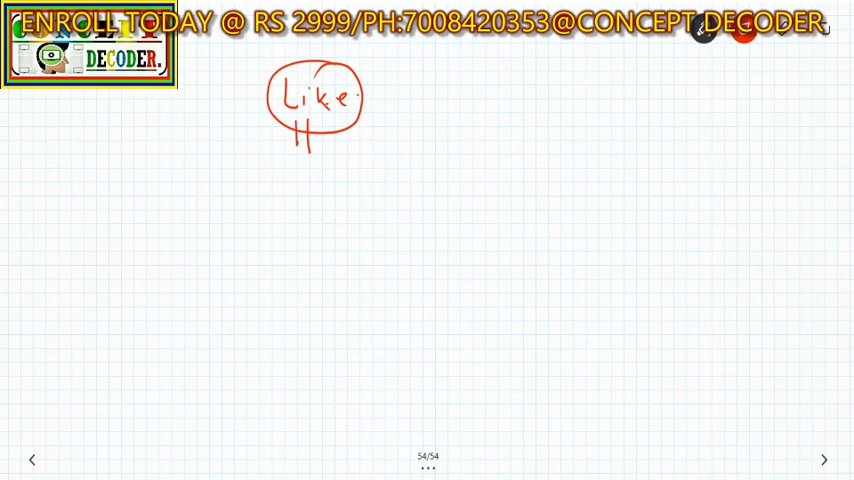 ENROLL TODAY @ RS 2999/PH:7008420353@CONCEPT DECODER
DECODER.
Like.
54/54